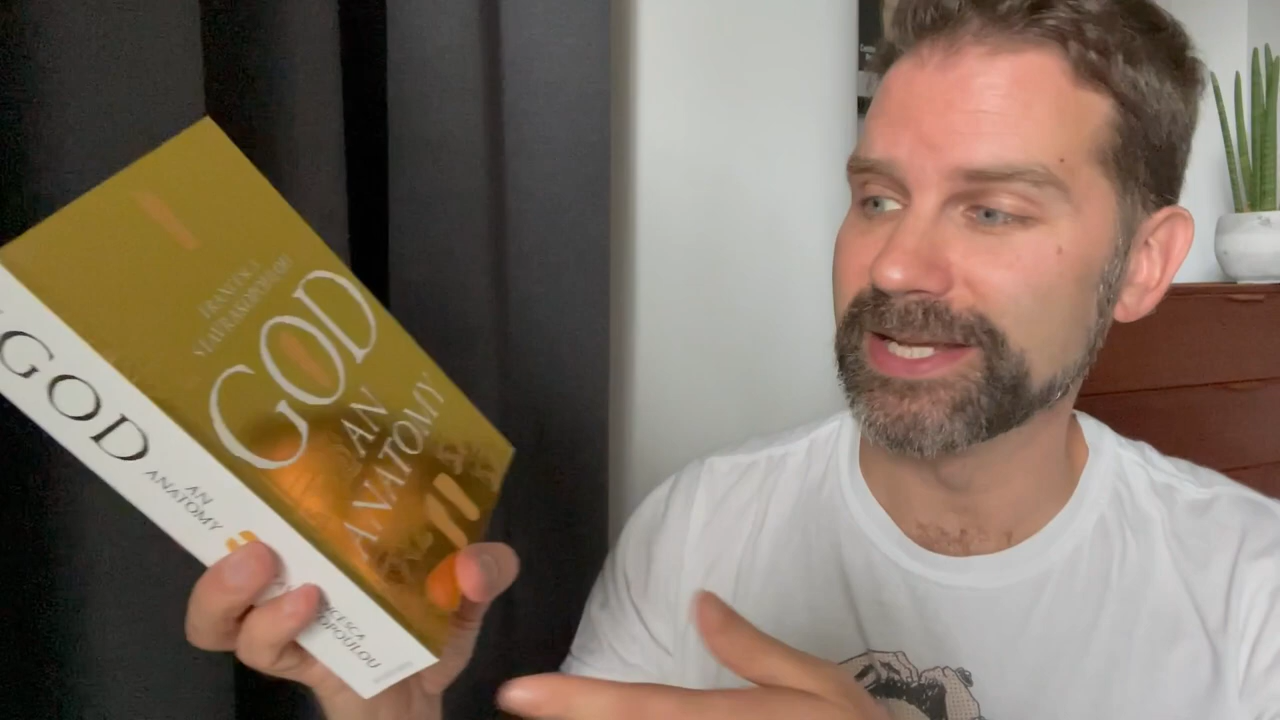 FRANCESCA
STAVRAKOPOULOU
GOD
AN
ANATOMY
GOD
AN
ANATOMY